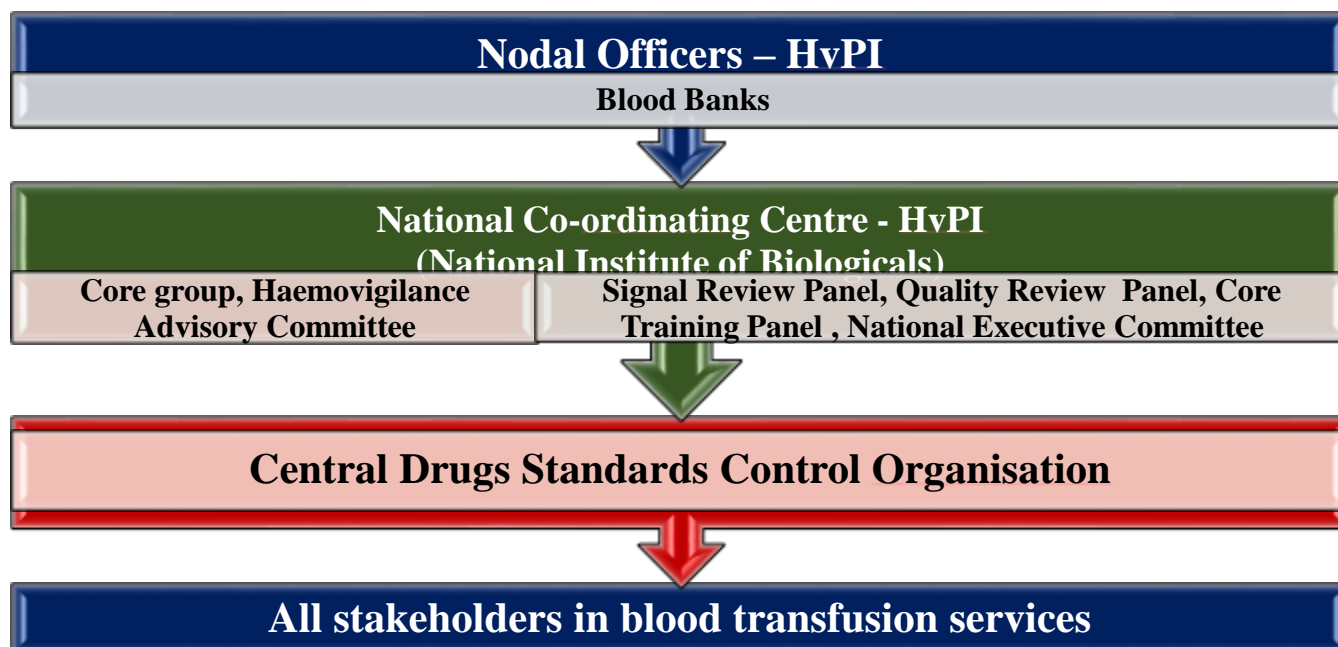 Nodal Officers – HvPI
Blood Banks
National Co-ordinating Centre - HvPI
(National Institute of Biologicals)
Core group, Haemovigilance
Advisory Committee
Signal Review Panel, Quality Review Panel, Core
Training Panel , National Executive Committee
Central Drugs Standards Control Organisation
All stakeholders in blood transfusion services